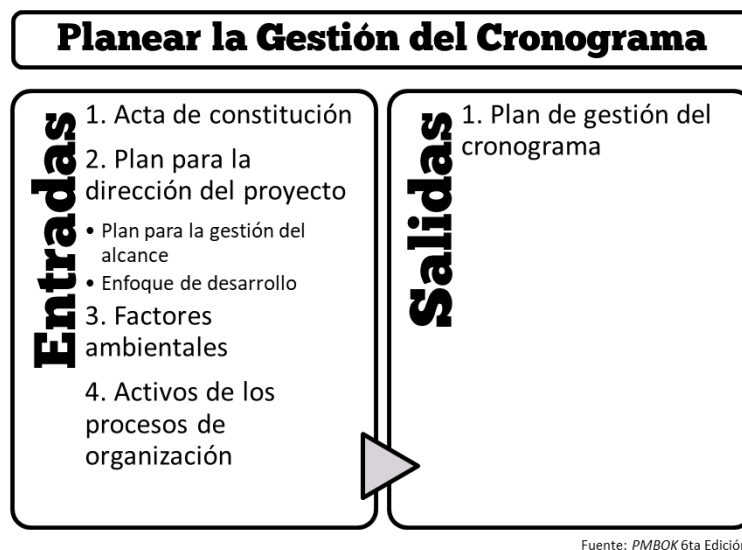 Planear la Gestión del Cronograma
Entradas
1. Acta de constitución
2. Plan para la
dirección del proyecto
• Plan para la gestión del
alcance
• Enfoque de desarrollo
3. Factores
ambientales
4. Activos de los
procesos de
organización
Salidas
1. Plan de gestión del
cronograma
Fuente: PMBOK 6ta Edición